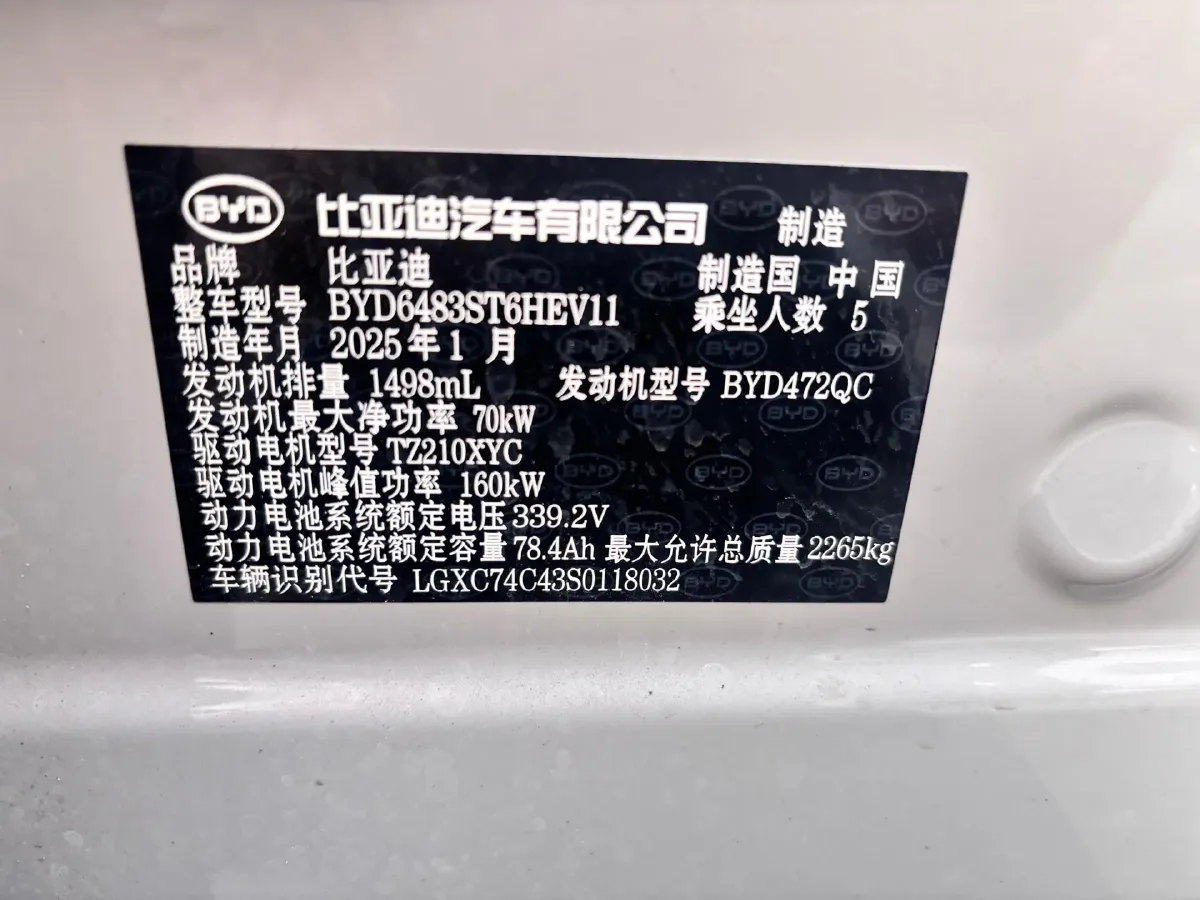 BYD 比亚迪汽车有限公司 制造
品牌 比亚迪 制造国 中国
整车型号 BYD6483ST6HEV11 乘坐人数 5
制造年月 2025年1月
发动机排量 1498mL 发动机型号 BYD472QC
发动机最大净功率 70kW
驱动电机型号 TZ210XYC
驱动电机峰值功率 160kW
动力电池系统额定电压 339.2V
动力电池系统额定容量 78.4Ah 最大允许总质量 2265kg
车辆识别代号 LGXC74C43S0118032